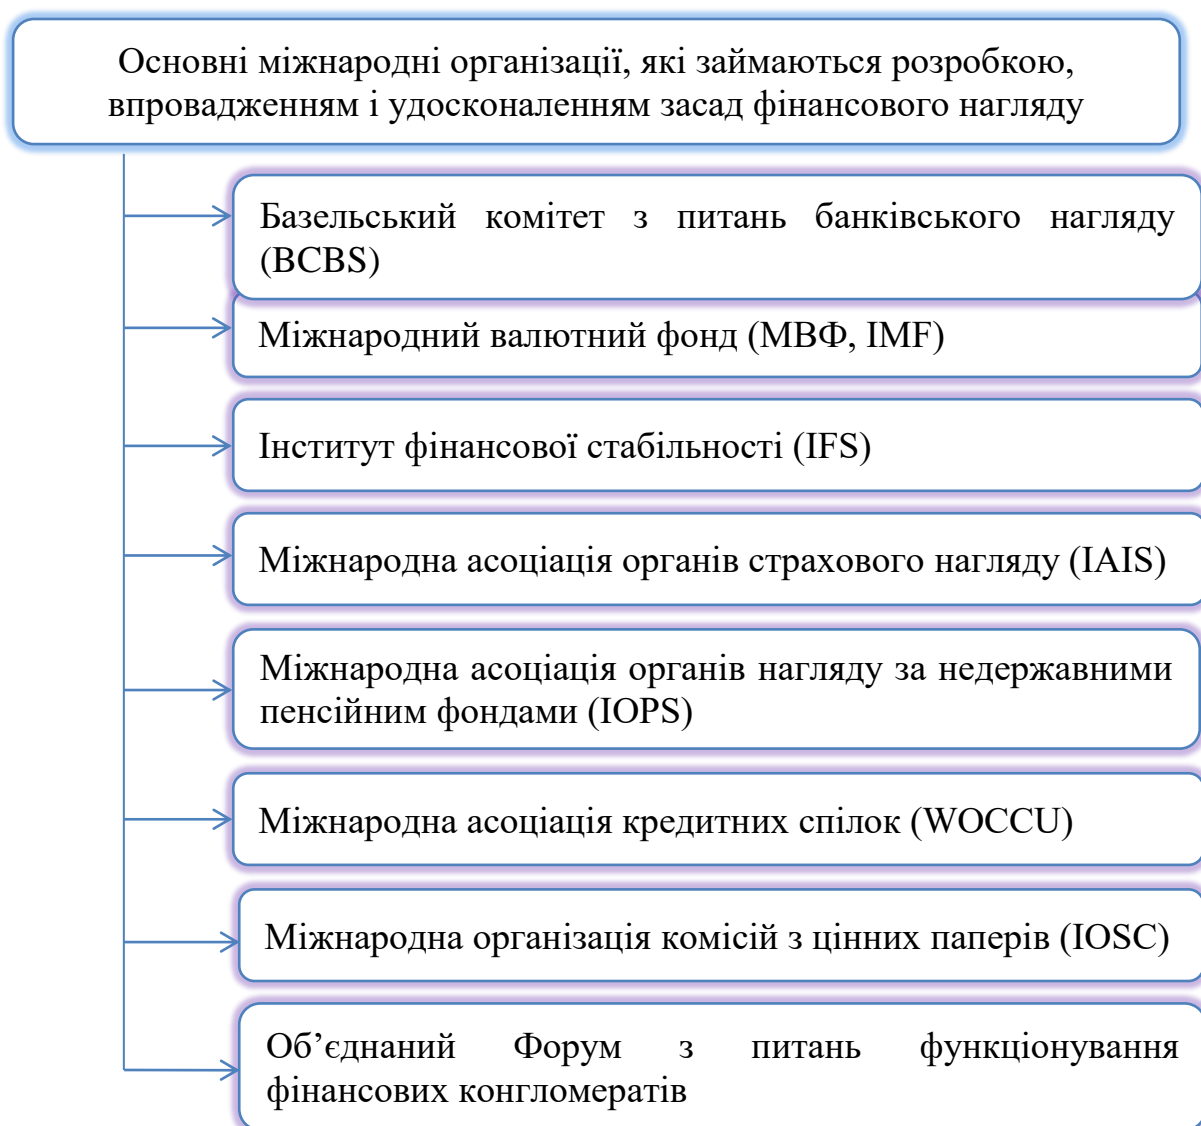 Основні міжнародні організації, які займаються розробкою,
впровадженням і удосконаленням засад фінансового нагляду
Базельський комітет з питань банківського нагляду
(BCBS)
Міжнародний валютний фонд (МВФ, IMF)
Інститут фінансової стабільності (IFS)
Міжнародна асоціація органів страхового нагляду (IAIS)
Міжнародна асоціація органів нагляду за недержавними
пенсійним фондами (IOPS)
Міжнародна асоціація кредитних спілок (WOCCU)
Міжнародна організація комісій з цінних паперів (IOSC)
Об’єднаний Форум з питань функціонування
фінансових конгломератів